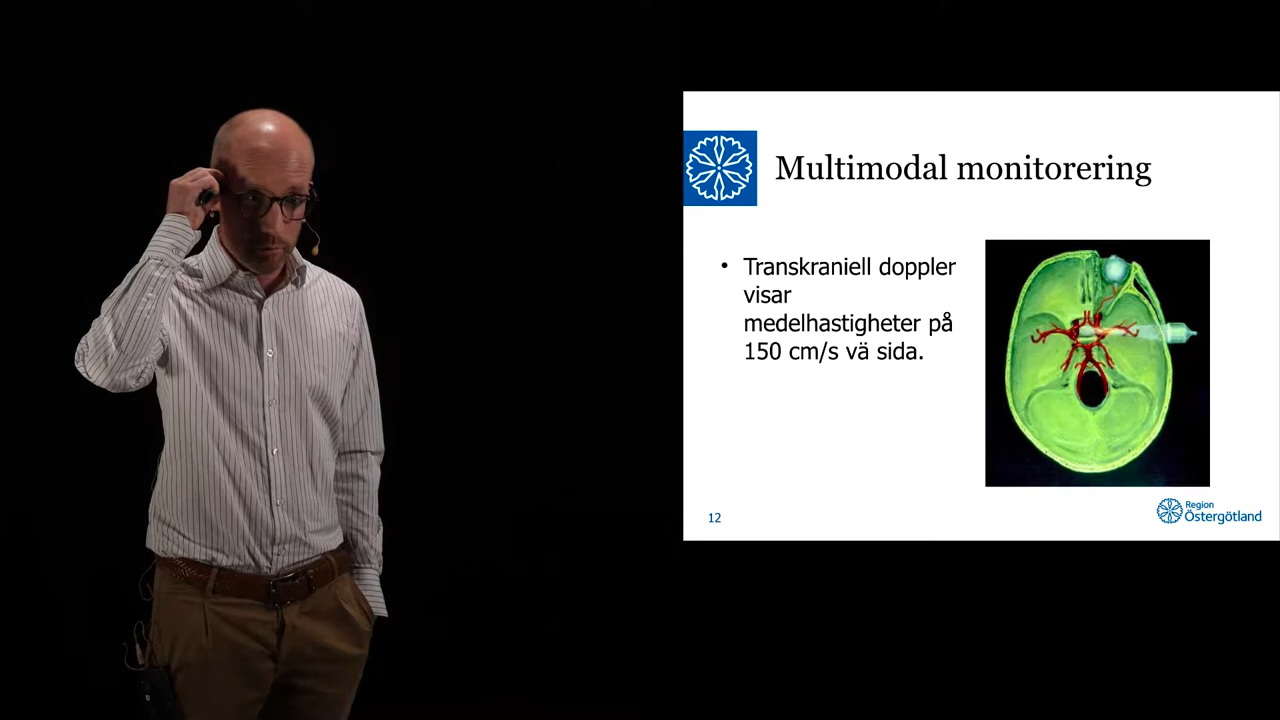 Multimodal monitorering
• Transkraniell doppler
visar
medelhastigheter på
150 cm/s vä sida.
12
Region
Östergötland